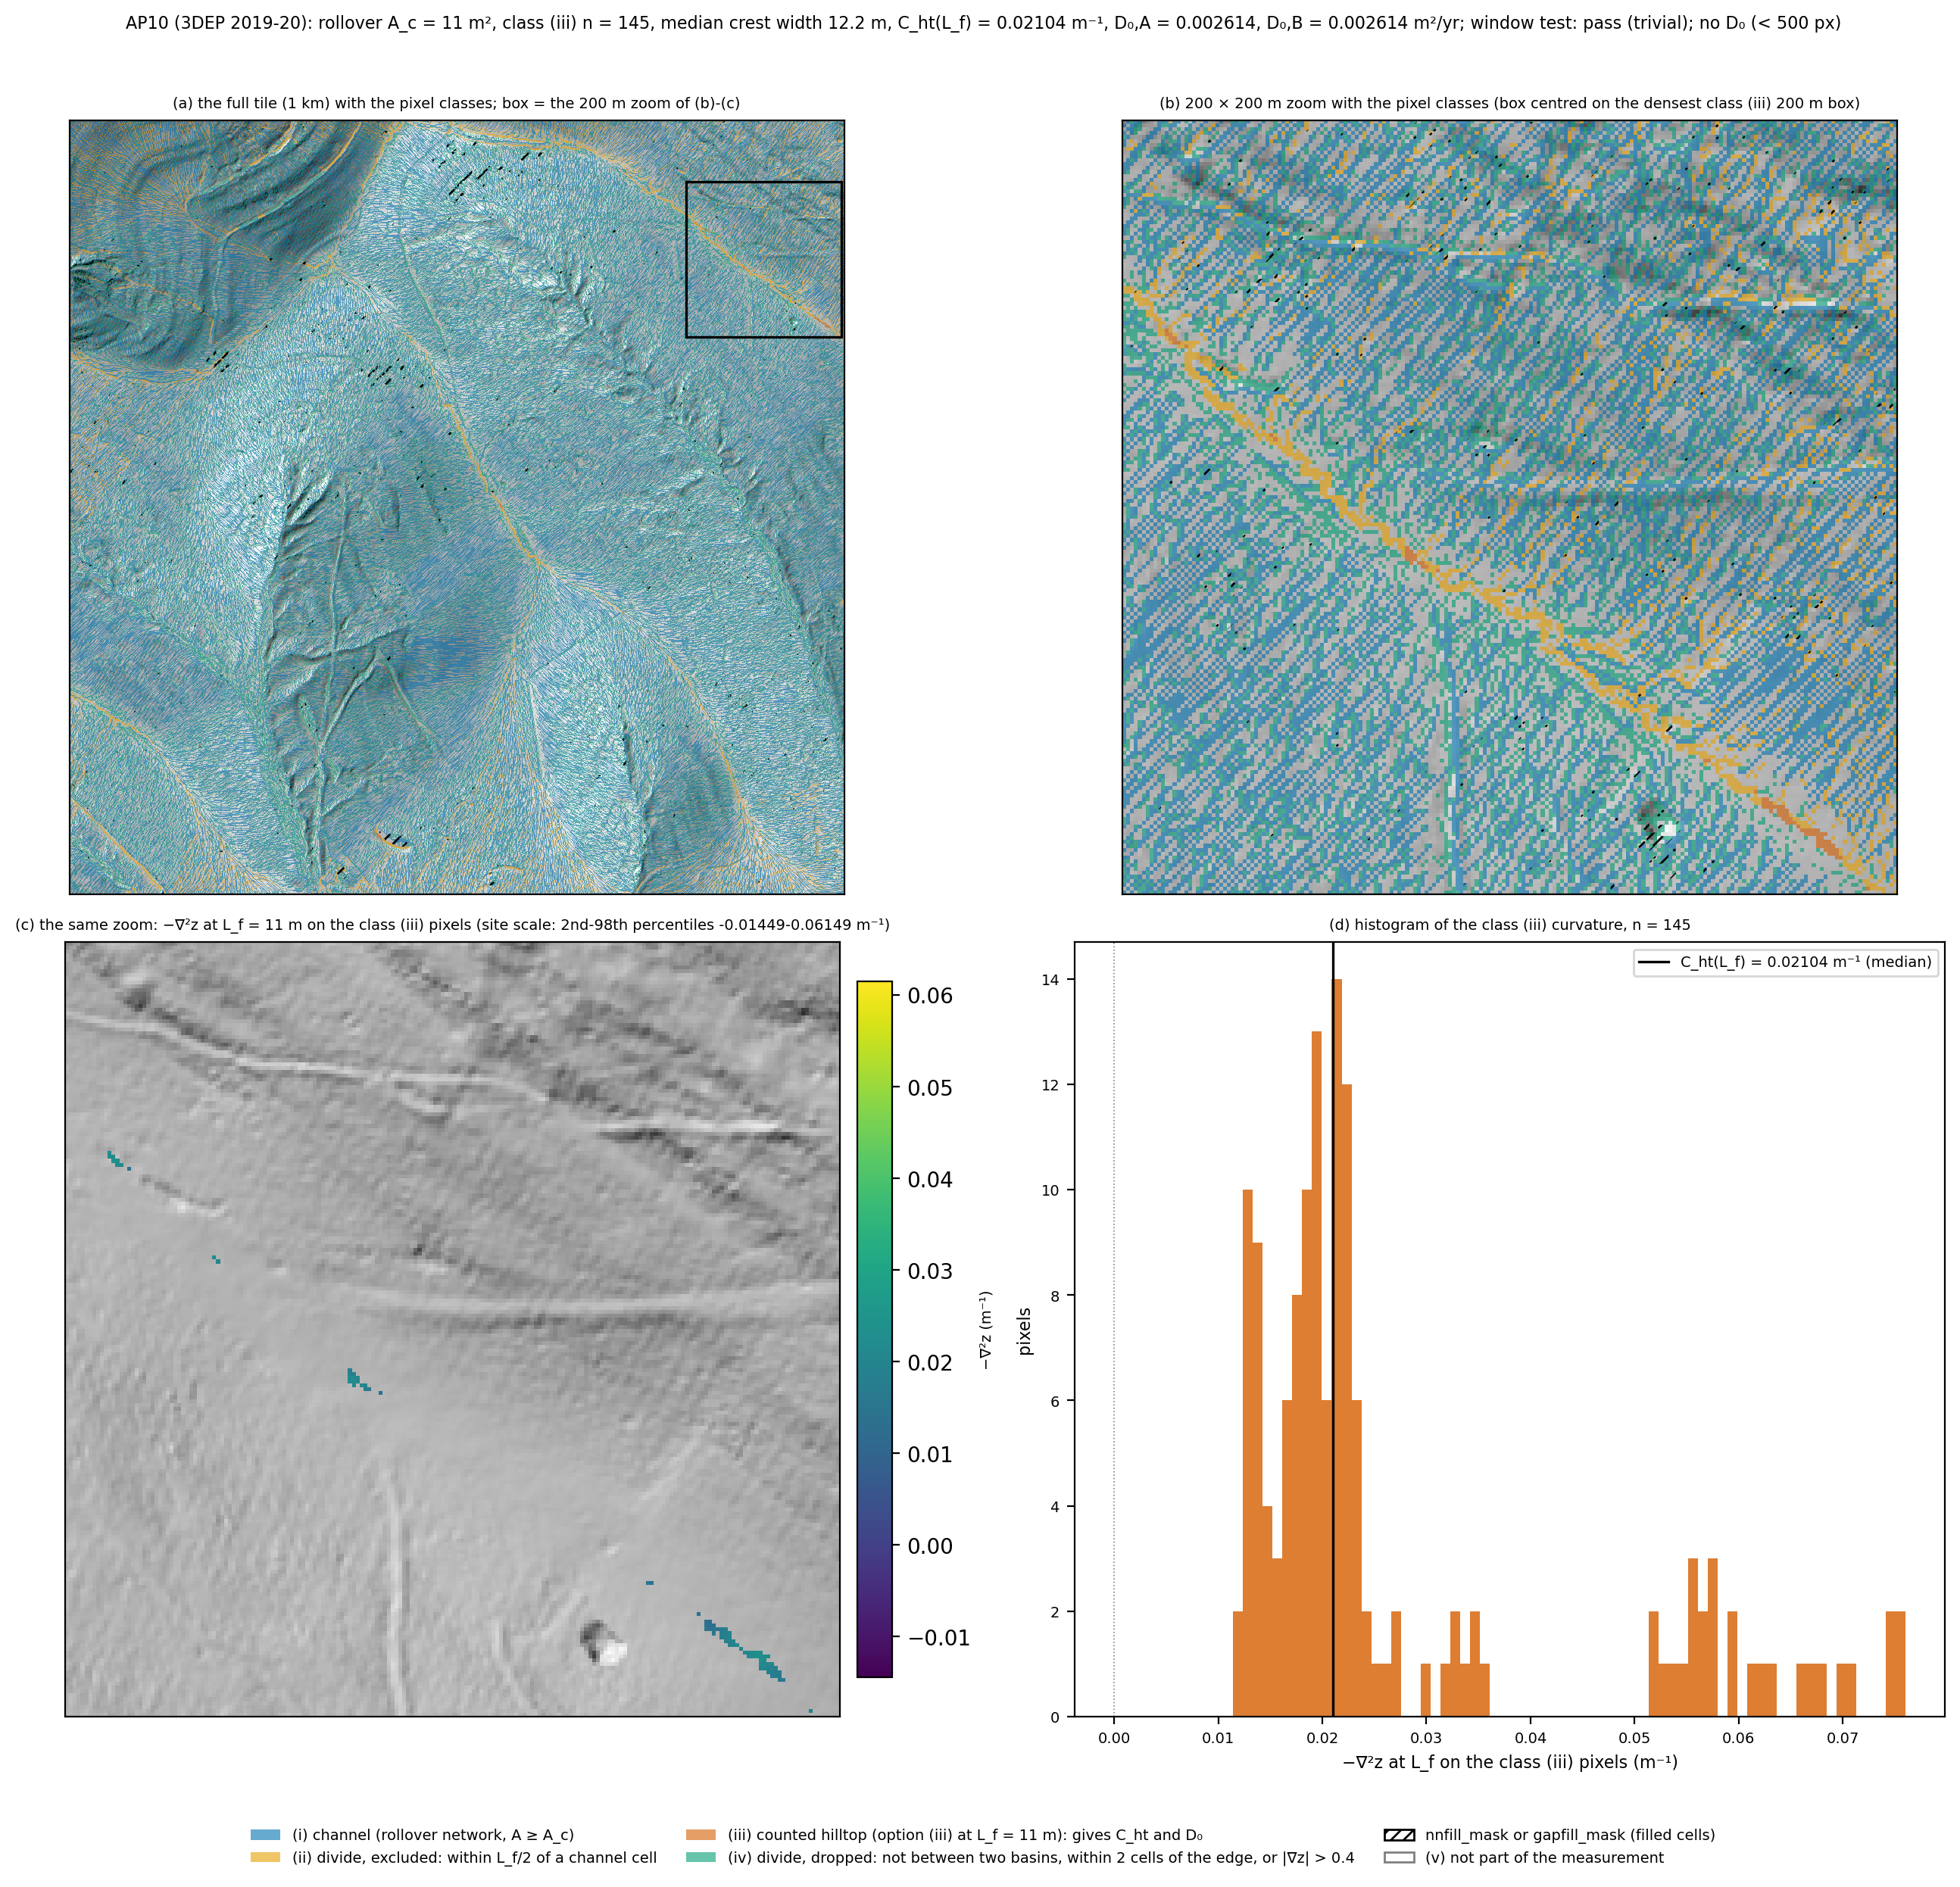 AP10 (3DEP 2019-20): rollover A_c = 11 m², class (iii) n = 145, median crest width 12.2 m, C_ht(L_f) = 0.02104 m⁻¹, D₀,A = 0.002614, D₀,B = 0.002614 m²/yr; window test: pass (trivial); no D₀ (< 500 px)
(a) the full tile (1 km) with the pixel classes; box = the 200 m zoom of (b)-(c)
(b) 200 × 200 m zoom with the pixel classes (box centred on the densest class (iii) 200 m box)
(c) the same zoom: −∇²z at L_f = 11 m on the class (iii) pixels (site scale: 2nd-98th percentiles -0.01449-0.06149 m⁻¹)
0.06
0.05
0.04
0.03
0.02
0.01
0.00
−0.01
−∇²z (m⁻¹)
(d) histogram of the class (iii) curvature, n = 145
C_ht(L_f) = 0.02104 m⁻¹ (median)
14
12
10
8
6
4
2
0
pixels
0.00 0.01 0.02 0.03 0.04 0.05 0.06 0.07
−∇²z at L_f on the class (iii) pixels (m⁻¹)
(i) channel (rollover network, A ≥ A_c)
(ii) divide, excluded: within L_f/2 of a channel cell
(iii) counted hilltop (option (iii) at L_f = 11 m): gives C_ht and D₀
(iv) divide, dropped: not between two basins, within 2 cells of the edge, or |∇z| > 0.4
nnfill_mask or gapfill_mask (filled cells)
(v) not part of the measurement